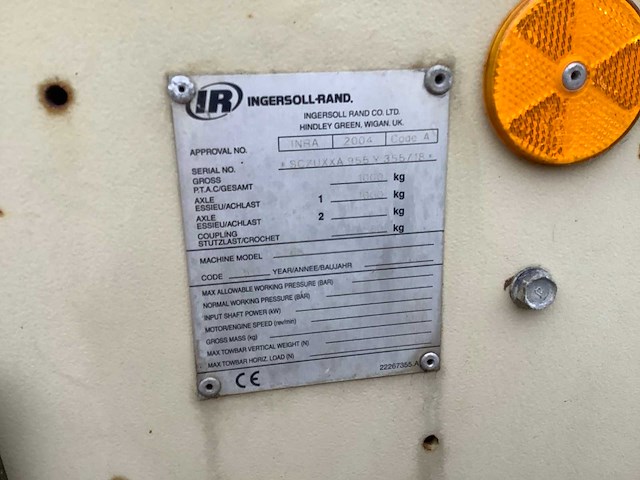 IR INGERSOLL-RAND.
INGERSOLL RAND CO. LTD.
HINDLEY GREEN, WIGAN. UK.
APPROVAL NO. INRA 2004 Code A
SERIAL NO.
GROSS kg
P.T.A.C/GESAMT
AXLE 1 kg
ESSIEU/ACHLAST
AXLE 2 kg
ESSIEU/ACHLAST
COUPLING kg
STUTZLAST/CROCHET
MACHINE MODEL
CODE YEAR/ANNEE/BAUJAHR
MAX ALLOWABLE WORKING PRESSURE (BAR)
NORMAL WORKING PRESSURE (BAR)
INPUT SHAFT POWER (kW)
MOTOR/ENGINE SPEED (rev/min)
GROSS MASS (kg)
MAX TOWBAR VERTICAL WEIGHT (N)
MAX TOWBAR HORIZ. LOAD (N)
CE 22267355.A